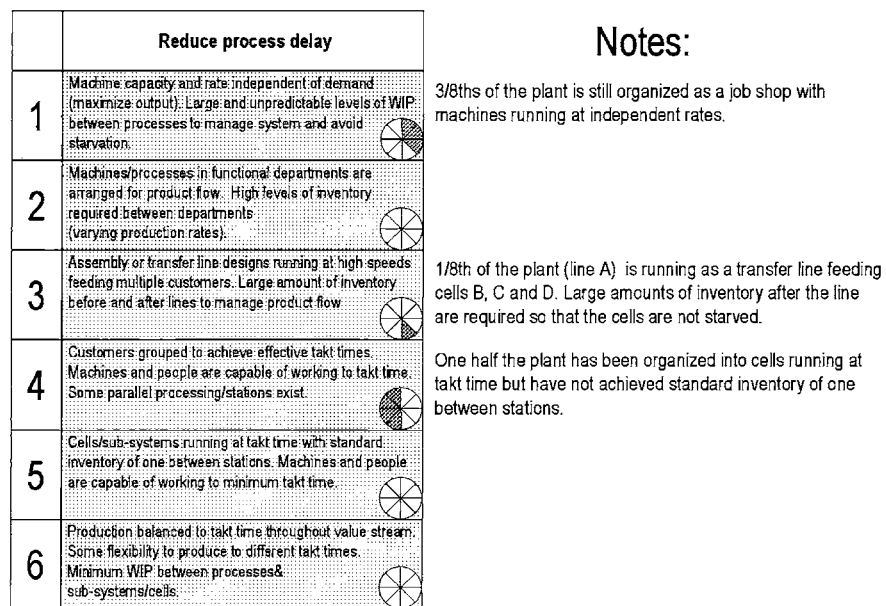 Reduce process delay
Notes:
1
Machine capacity and rate independent of demand
(maximize output). Large and unpredictable levels of WIP
between processes to manage system and avoid
starvation.
3/8ths of the plant is still organized as a job shop with
machines running at independent rates.
2
Machines/processes in functional departments are
arranged for product flow. High levels of inventory
required between departments
(varying production rates).
3
Assembly or transfer line designs running at high speeds
feeding multiple customers. Large amount of inventory
before and after lines to manage product flow
1/8th of the plant (line A) is running as a transfer line feeding
cells B, C and D. Large amounts of inventory after the line
are required so that the cells are not starved.
4
Customers grouped to achieve effective takt times.
Machines and people are capable of working to takt time.
Some parallel processing/stations exist.
One half the plant has been organized into cells running at
takt time but have not achieved standard inventory of one
between stations.
5
Cells/sub-systems running at takt time with standard
inventory of one between stations. Machines and people
are capable of working to minimum takt time.
6
Production balanced to takt time throughout value stream.
Some flexibility to produce to different takt times.
Minimum WIP between processes&
sub-systems/cells.